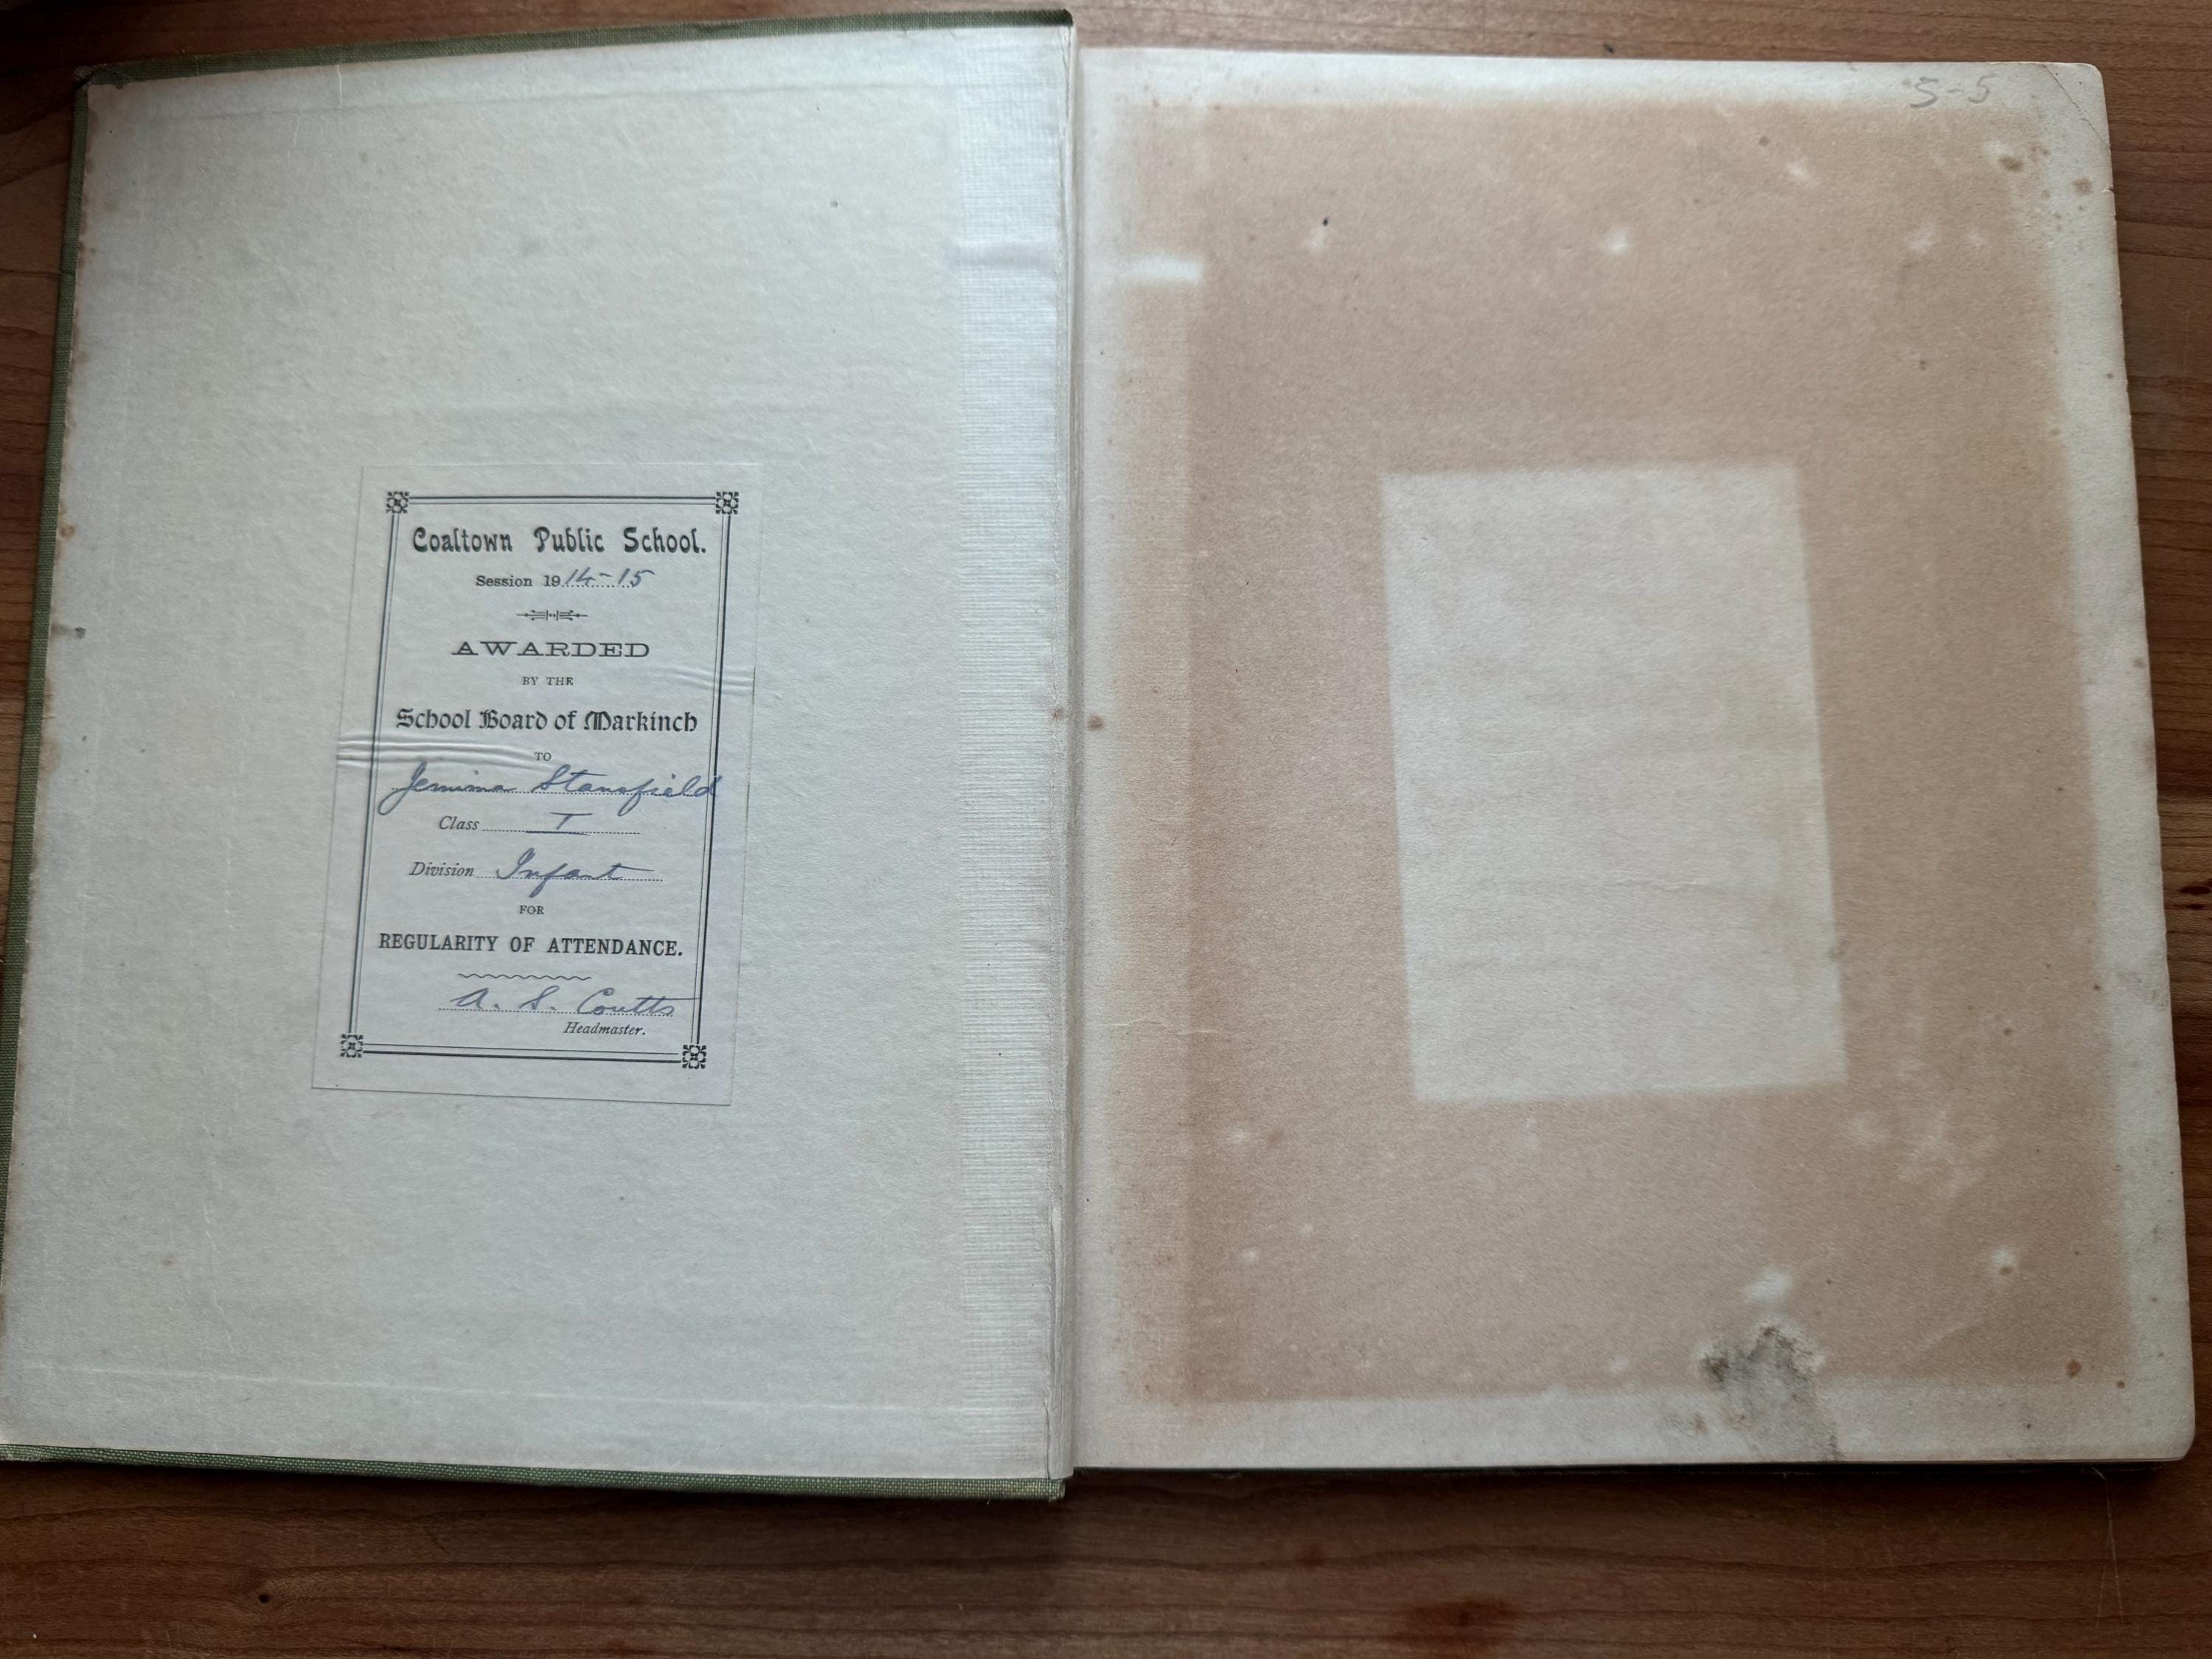 Coaltown Public School.
Session 1914-15
AWARDED
BY THE
School Board of Markinch
TO
Jemima Stansfield
Class I
Division Infant
FOR
REGULARITY OF ATTENDANCE.
A. S. Coutts
Headmaster.
5-5